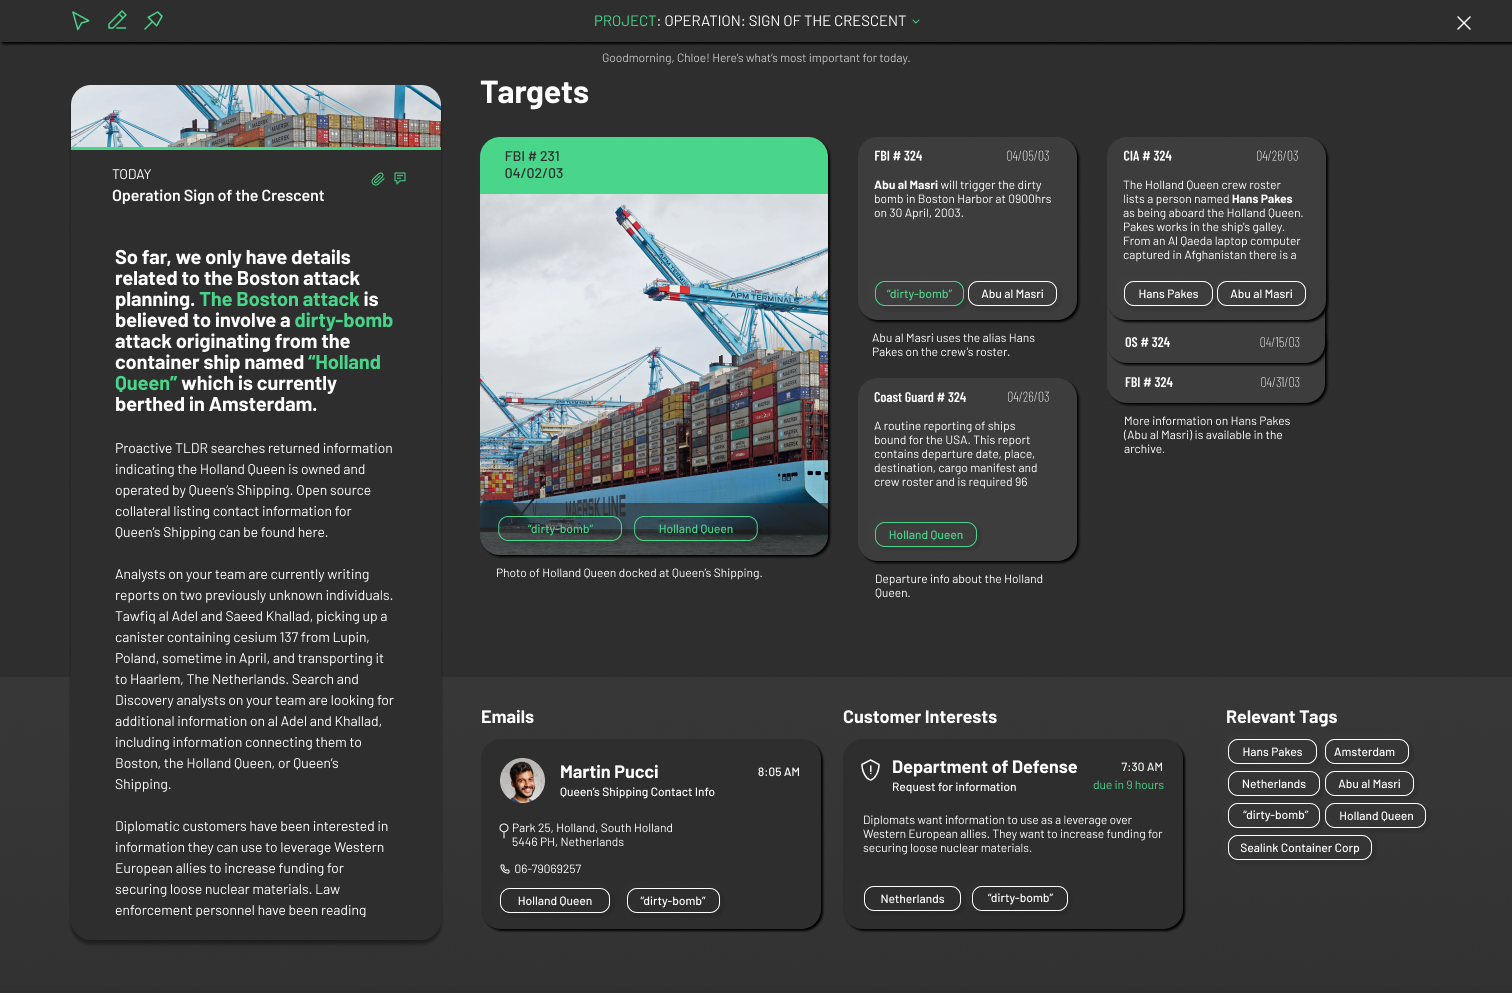 PROJECT: OPERATION: SIGN OF THE CRESCENT
Goodmorning, Chloe! Here's what's most important for today.
TODAY
Operation Sign of the Crescent
So far, we only have details
related to the Boston attack
planning. The Boston attack is
believed to involve a dirty-bomb
attack originating from the
container ship named “Holland
Queen” which is currently
berthed in Amsterdam.
Proactive TLDR searches returned information
indicating the Holland Queen is owned and
operated by Queen's Shipping. Open source
collateral listing contact information for
Queen's Shipping can be found here.
Analysts on your team are currently writing
reports on two previously unknown individuals.
Tawfiq al Adel and Saeed Khallad, picking up a
canister containing cesium 137 from Lupin,
Poland, sometime in April, and transporting it
to Haarlem, The Netherlands. Search and
Discovery analysts on your team are looking for
additional information on al Adel and Khallad,
including information connecting them to
Boston, the Holland Queen, or Queen's
Shipping.
Diplomatic customers have been interested in
information they can use to leverage Western
European allies to increase funding for
securing loose nuclear materials. Law
enforcement personnel have been reading
Targets
FBI # 231
04/02/03
APM TERMINALS
MAERSK LINE
“dirty-bomb”
Holland Queen
Photo of Holland Queen docked at Queen's Shipping.
FBI # 324
04/05/03
Abu al Masri will trigger the dirty
bomb in Boston Harbor at 0900hrs
on 30 April, 2003.
“dirty-bomb”
Abu al Masri
Abu al Masri uses the alias Hans
Pakes on the crew's roster.
Coast Guard # 324
04/26/03
A routine reporting of ships
bound for the USA. This report
contains departure date, place,
destination, cargo manifest and
crew roster and is required 96
Holland Queen
Departure info about the Holland
Queen.
CIA # 324
04/26/03
The Holland Queen crew roster
lists a person named Hans Pakes
as being aboard the Holland Queen.
Pakes works in the ship's galley.
From an Al Qaeda laptop computer
captured in Afghanistan there is a
Hans Pakes
Abu al Masri
OS # 324
04/15/03
FBI # 324
04/31/03
More information on Hans Pakes
(Abu al Masri) is available in the
archive.
Emails
Martin Pucci
8:05 AM
Queen's Shipping Contact Info
Park 25, Holland, South Holland
5446 PH, Netherlands
06-79069257
Holland Queen
“dirty-bomb”
Customer Interests
Department of Defense
7:30 AM
Request for information
due in 9 hours
Diplomats want information to use as a leverage over
Western European allies. They want to increase funding for
securing loose nuclear materials.
Netherlands
“dirty-bomb”
Relevant Tags
Hans Pakes
Amsterdam
Netherlands
Abu al Masri
“dirty-bomb”
Holland Queen
Sealink Container Corp